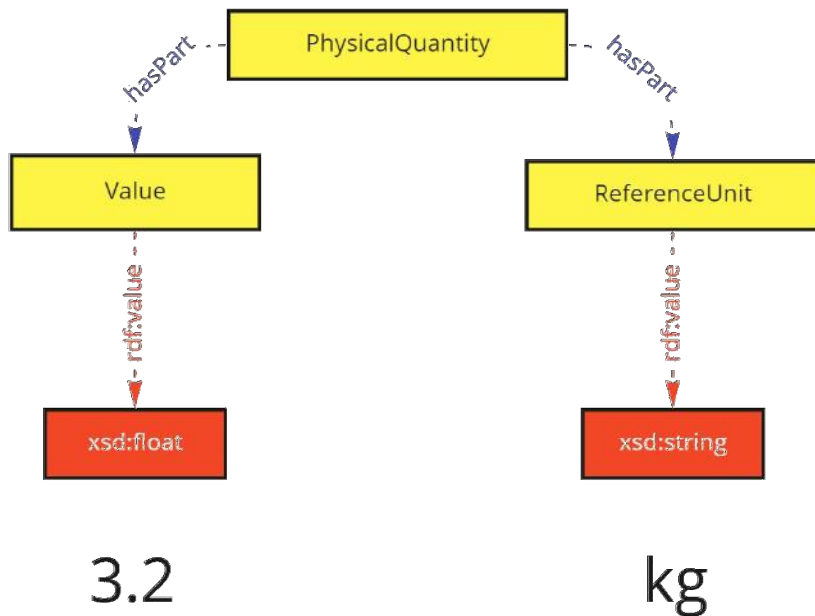 PhysicalQuantity
hasPart
hasPart
Value
ReferenceUnit
rdf:value
rdf:value
xsd:float
xsd:string
3.2
kg